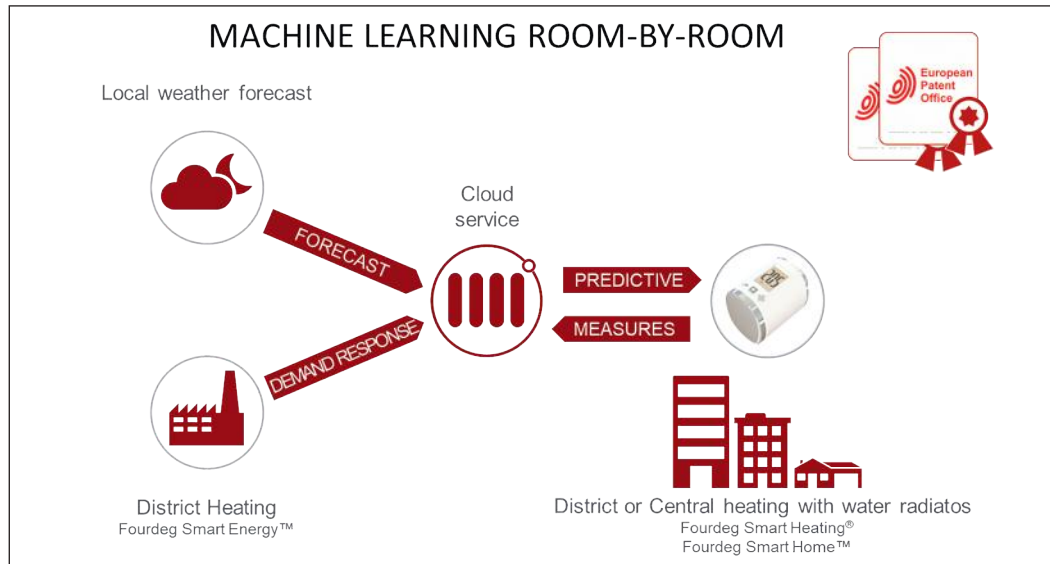 MACHINE LEARNING ROOM-BY-ROOM
European
Patent
Office
Local weather forecast
Cloud
service
FORECAST
PREDICTIVE
MEASURES
DEMAND RESPONSE
District Heating
Fourdeg Smart Energy™
District or Central heating with water radiatos
Fourdeg Smart Heating®
Fourdeg Smart Home™